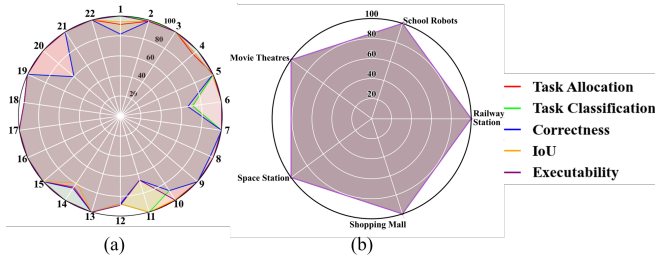 1
22
2
21
3
20
4
19
5
18
6
17
7
16
8
15
9
14
10
13
12
11
100
80
60
40
20
(a)
100
80
60
40
20
School Robots
Movie Theatres
Railway
Station
Space Station
Shopping Mall
(b)
Task Allocation
Task Classification
Correctness
IoU
Executability